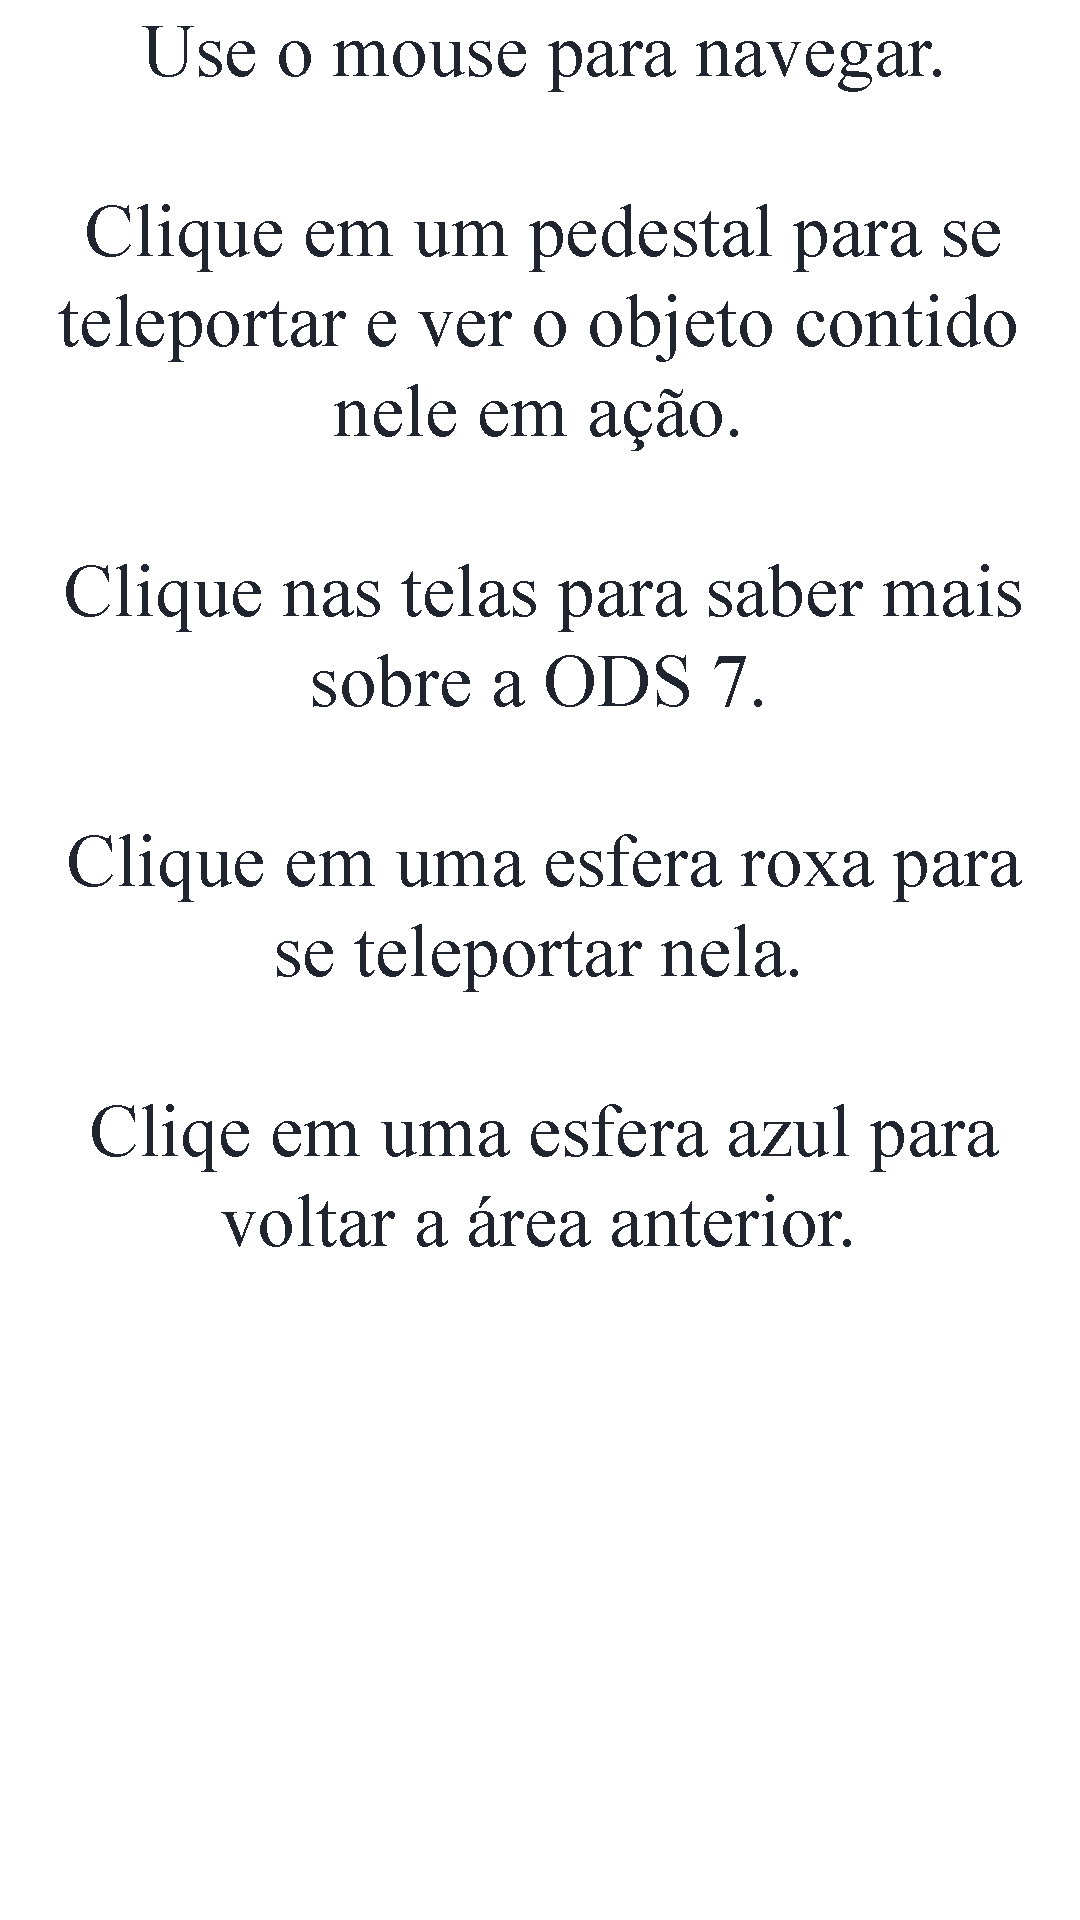 Use o mouse para navegar.
Clique em um pedestal para se
teleportar e ver o objeto contido
nele em ação.
Clique nas telas para saber mais
sobre a ODS 7.
Clique em uma esfera roxa para
se teleportar nela.
Cliqe em uma esfera azul para
voltar a área anterior.